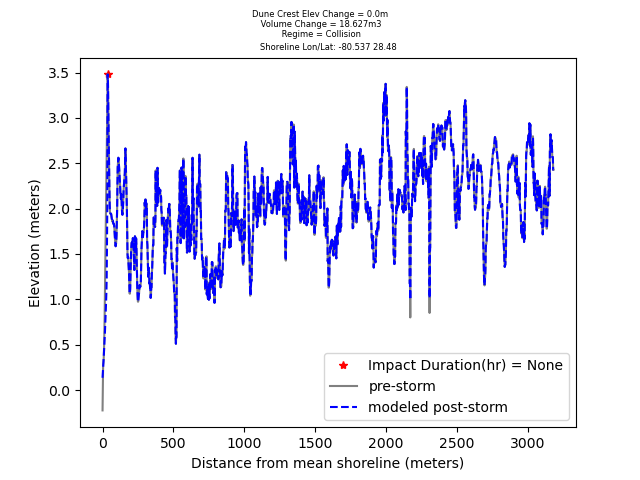 Dune Crest Elev Change = 0.0m
Volume Change = 18.627m3
Regime = Collision
Shoreline Lon/Lat: -80.537 28.48
3.5
3.0
2.5
2.0
1.5
1.0
0.5
0.0
Elevation (meters)
Impact Duration(hr) = None
pre-storm
modeled post-storm
0 500 1000 1500 2000 2500 3000
Distance from mean shoreline (meters)